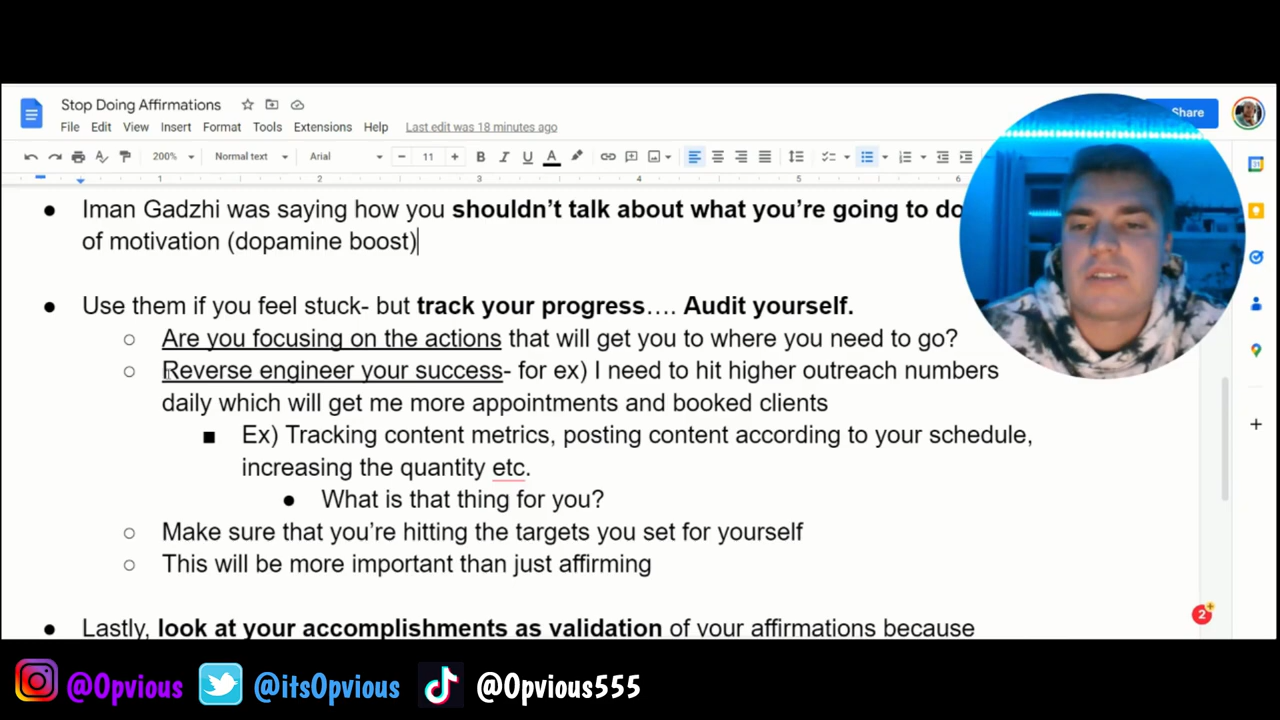 Stop Doing Affirmations
Share
File Edit View Insert Format Tools Extensions Help Last edit was 18 minutes ago
200% Normal text Arial 11 B I U A
1 2 3 4 5 6
● Iman Gadzhi was saying how you shouldn’t talk about what you’re going to do
of motivation (dopamine boost)
● Use them if you feel stuck- but track your progress…. Audit yourself.
○ Are you focusing on the actions that will get you to where you need to go?
○ Reverse engineer your success- for ex) I need to hit higher outreach numbers
daily which will get me more appointments and booked clients
■ Ex) Tracking content metrics, posting content according to your schedule,
increasing the quantity etc.
● What is that thing for you?
○ Make sure that you’re hitting the targets you set for yourself
○ This will be more important than just affirming
2
● Lastly, look at your accomplishments as validation of your affirmations because
@Opvious @itsOpvious @Opvious555